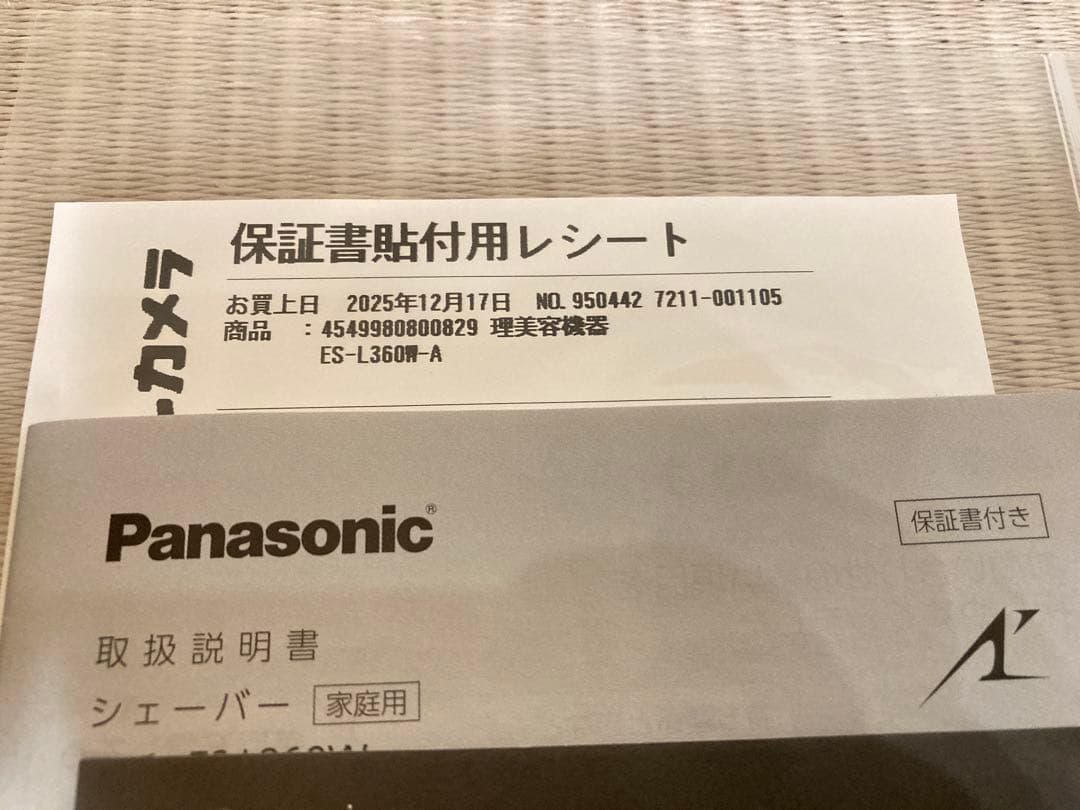 保証書貼付用レシート
お買上日 2025年12月17日 NO. 950442 7211-001105
商品 :4549980800829 理美容機器
ES-L360W-A
カメラ
Panasonic®
保証書付き
取扱説明書
シェーバー 家庭用